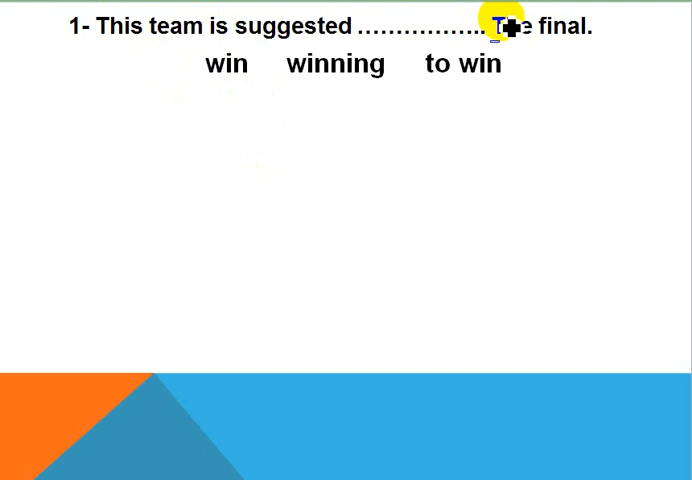 1- This team is suggested ……………….. The final.
win winning to win